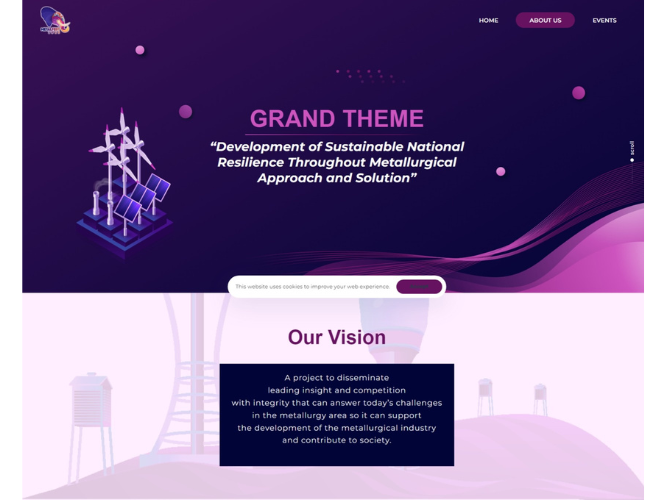 HOME
ABOUT US
EVENTS
GRAND THEME
“Development of Sustainable National
Resilience Throughout Metallurgical
Approach and Solution”
scroll
This website uses cookies to improve your web experience.
Our Vision
A project to disseminate
leading insight and competition
with integrity that can answer today’s challenges
in the metallurgy area so it can support
the development of the metallurgical industry
and contribute to society.